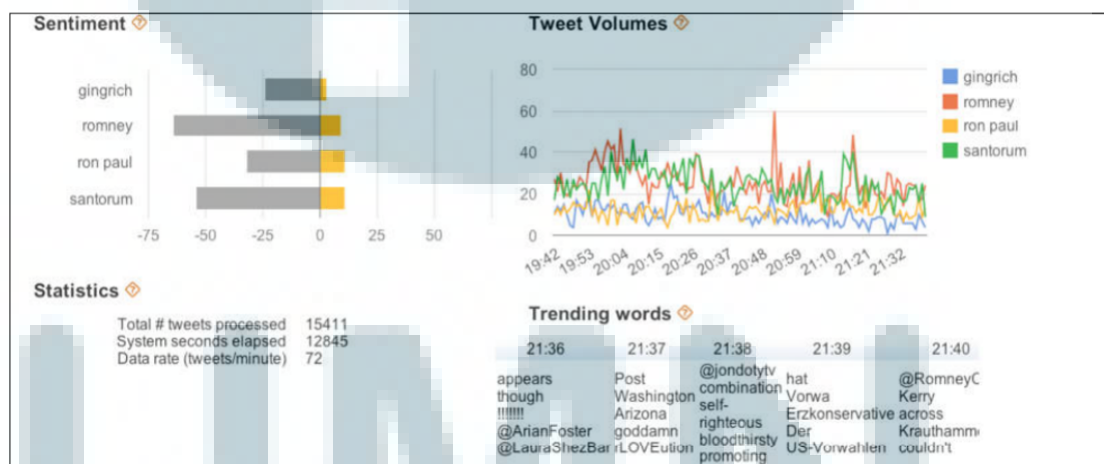 Sentiment
gingrich
romney
ron paul
santorum
-75 -50 -25 0 25 50
Tweet Volumes
80
60
40
20
0
19:42 19:53 20:04 20:15 20:26 20:37 20:48 20:59 21:10 21:21 21:32
gingrich
romney
ron paul
santorum
Statistics
Total # tweets processed 15411
System seconds elapsed 12845
Data rate (tweets/minute) 72
Trending words
21:36 21:37 21:38 21:39 21:40
appears
though
!!!!!!!
@ArianFoster
@LauraShezBar
Post
Washington
Arizona
goddamn
rLOVEution
@jondotytv
combination
self-
righteous
bloodthirsty
promoting
hat
Vorwa
Erzkonservative
Der
US-Vorwahlen
@RomneyC
Kerry
across
Krauthamm
couldn't